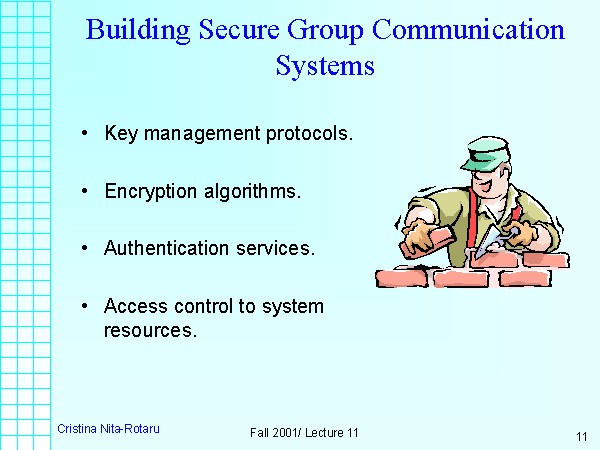 Building Secure Group Communication
Systems
• Key management protocols.
• Encryption algorithms.
• Authentication services.
• Access control to system
resources.
Cristina Nita-Rotaru
Fall 2001/ Lecture 11
11